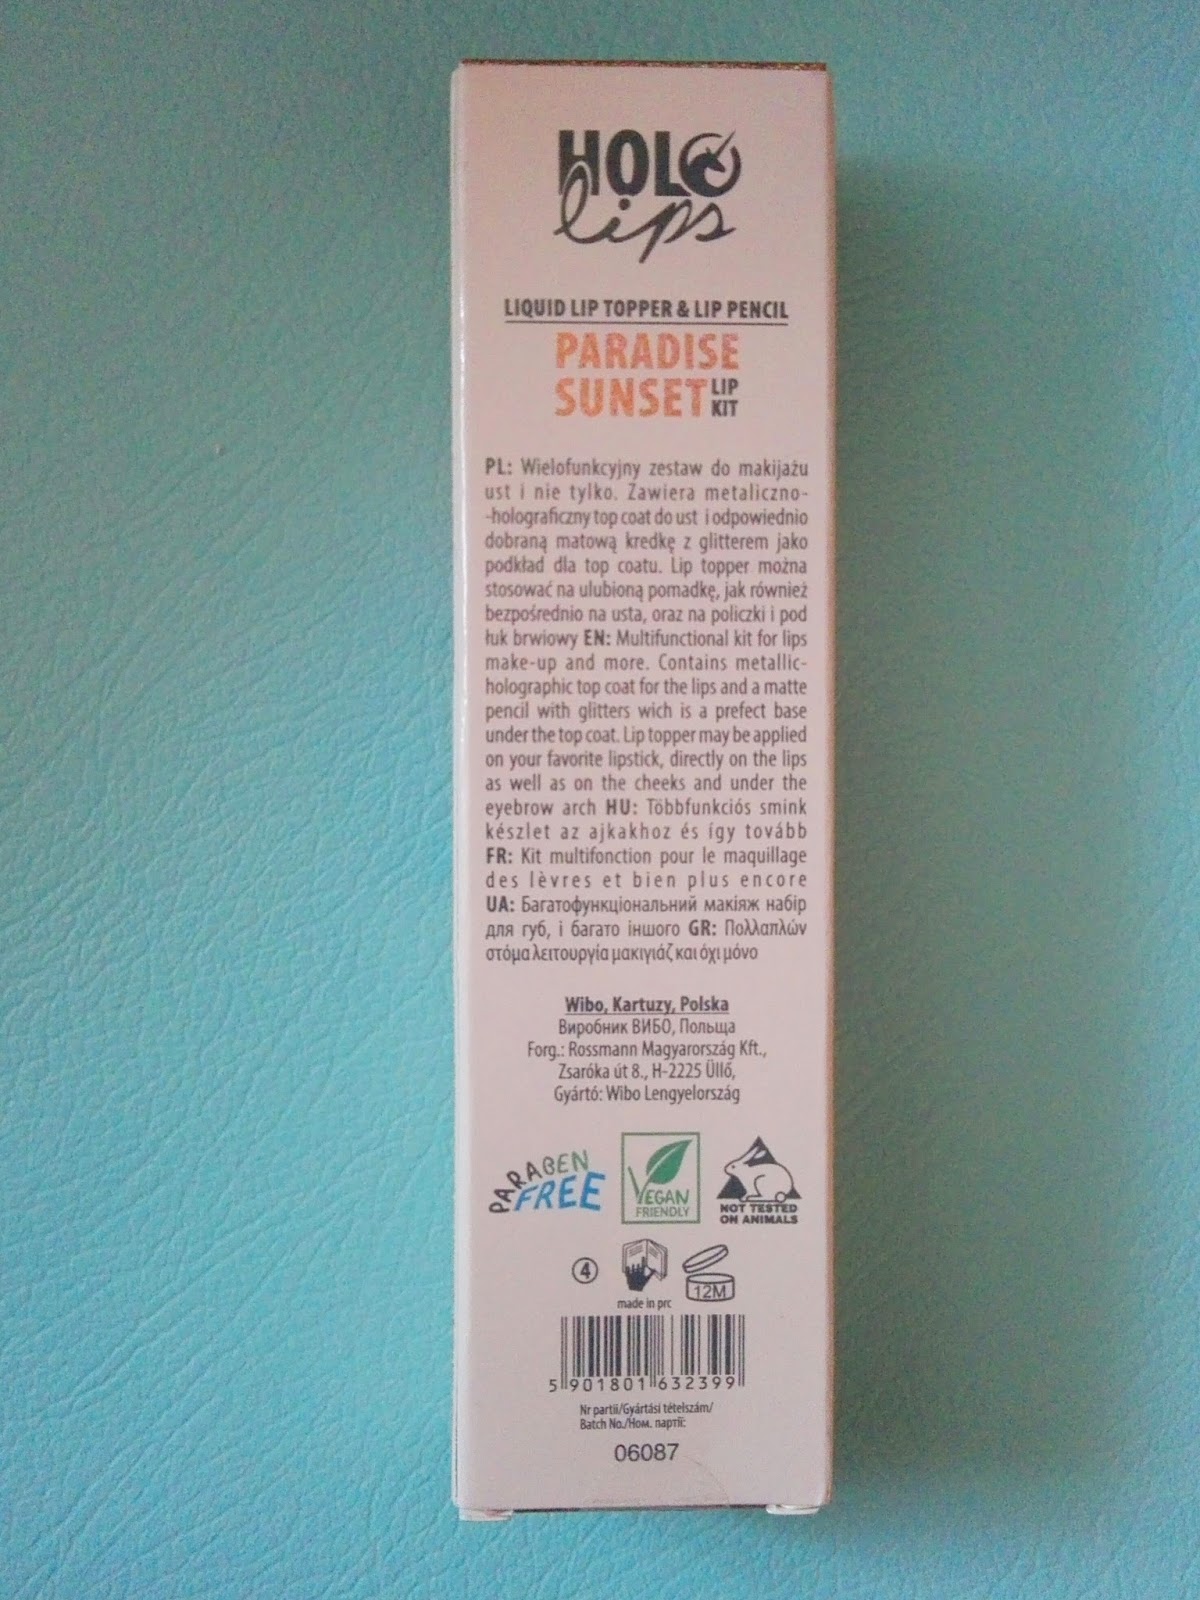 HOLO
lips
LIQUID LIP TOPPER & LIP PENCIL
PARADISE
SUNSET LIP KIT
PL: Wielofunkcyjny zestaw do makijażu
ust i nie tylko. Zawiera metaliczno-
-holograficzny top coat do ust i odpowiednio
dobraną matową kredkę z glitterem jako
podkład dla top coatu. Lip topper można
stosować na ulubioną pomadkę, jak również
bezpośrednio na usta, oraz na policzki i pod
łuk brwiowy EN: Multifunctional kit for lips
make-up and more. Contains metallic-
holographic top coat for the lips and a matte
pencil with glitters wich is a prefect base
under the top coat. Lip topper may be applied
on your favorite lipstick, directly on the lips
as well as on the cheeks and under the
eyebrow arch HU: Többfunkciós smink
készlet az ajkakhoz és így tovább
FR: Kit multifonction pour le maquillage
des lèvres et bien plus encore
UA: Багатофункціональний макіяж набір
для губ, і багато іншого GR: Πολλαπλών
στόμα λειτουργία μακιγιάζ και όχι μόνο
Wibo, Kartuzy, Polska
Виробник ВИБО, Польща
Forg.: Rossmann Magyarország Kft.,
Zsaróka út 8., H-2225 Üllő,
Gyártó: Wibo Lengyelország
PARABEN
FREE
VEGAN
FRIENDLY
NOT TESTED
ON ANIMALS
4
12M
made in prc
5 901801 632399
Nr partii/Gyártási tételszám/
Batch No./Ном. партії:
06087